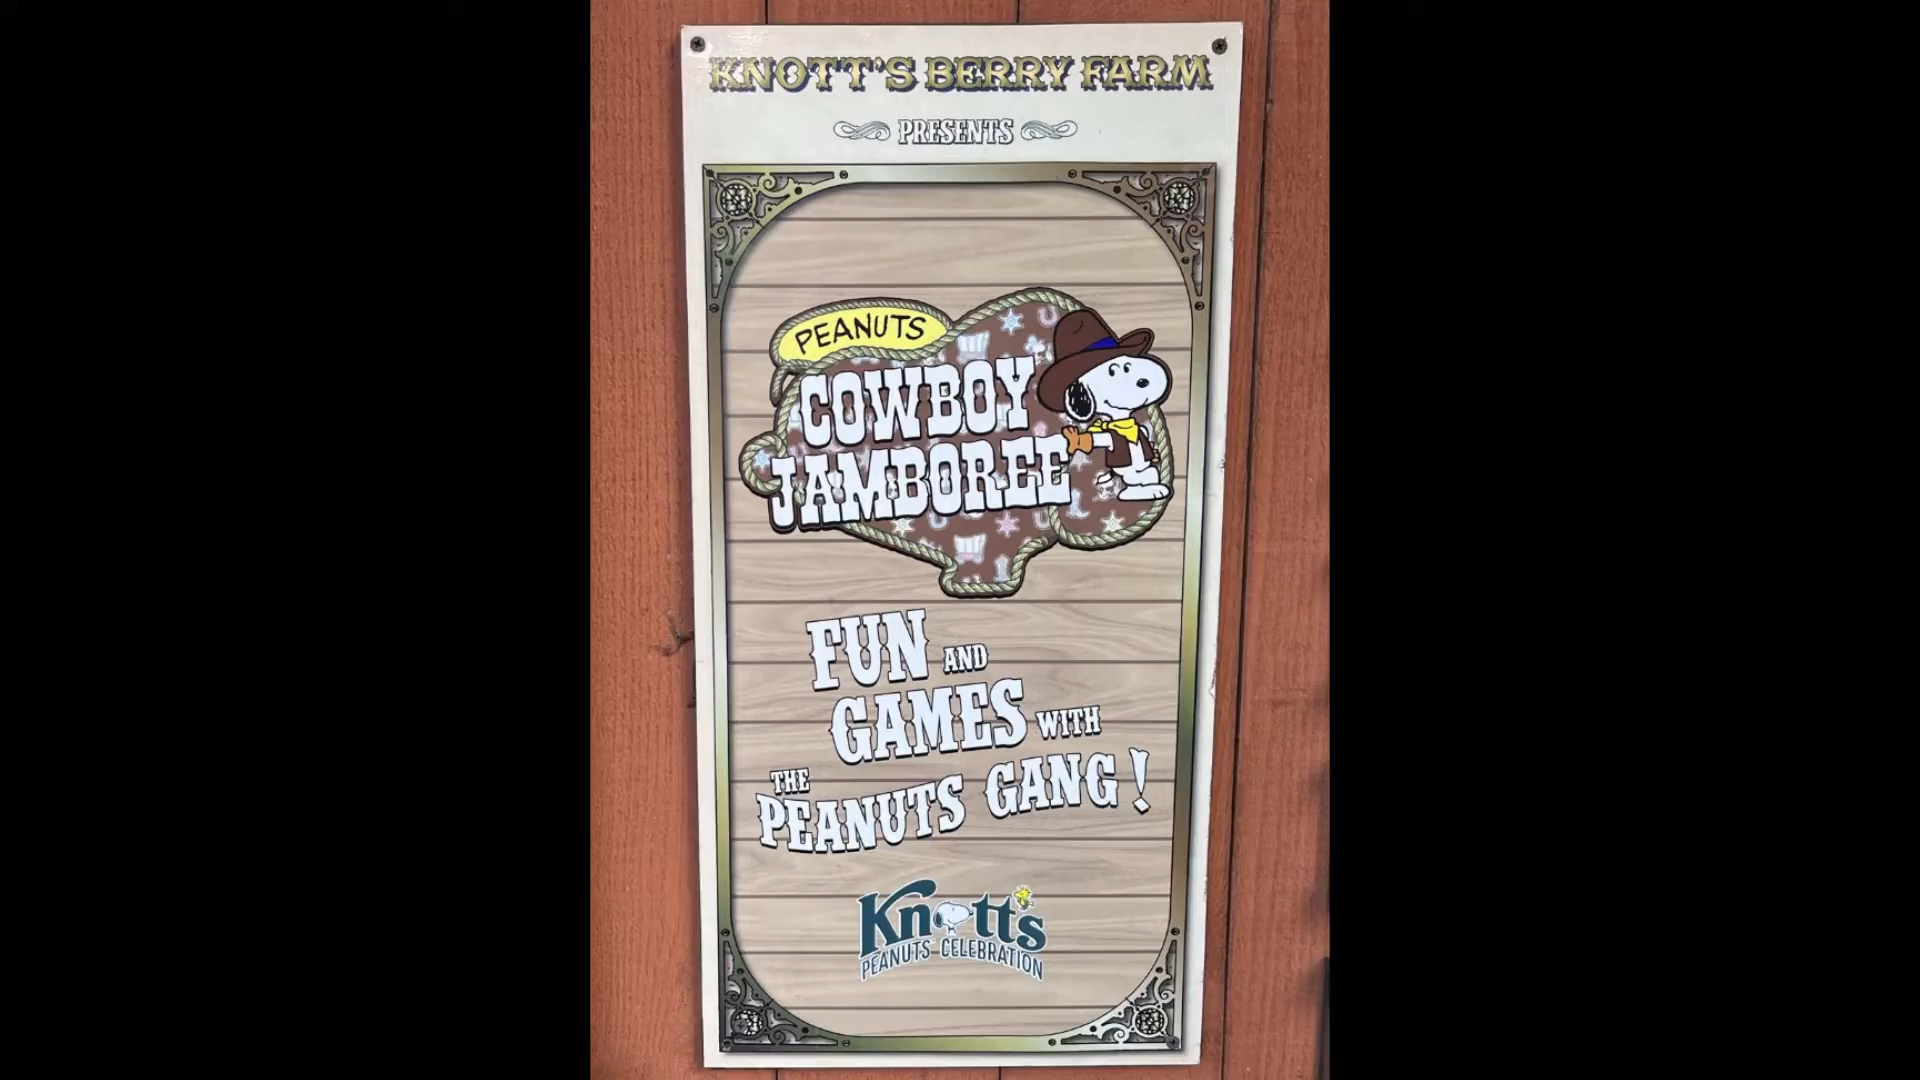 KNOTT'S BERRY FARM
PRESENTS
PEANUTS
COWBOY
JAMBOREE
FUN AND
GAMES WITH
THE
PEANUTS GANG!
Knott's
PEANUTS CELEBRATION